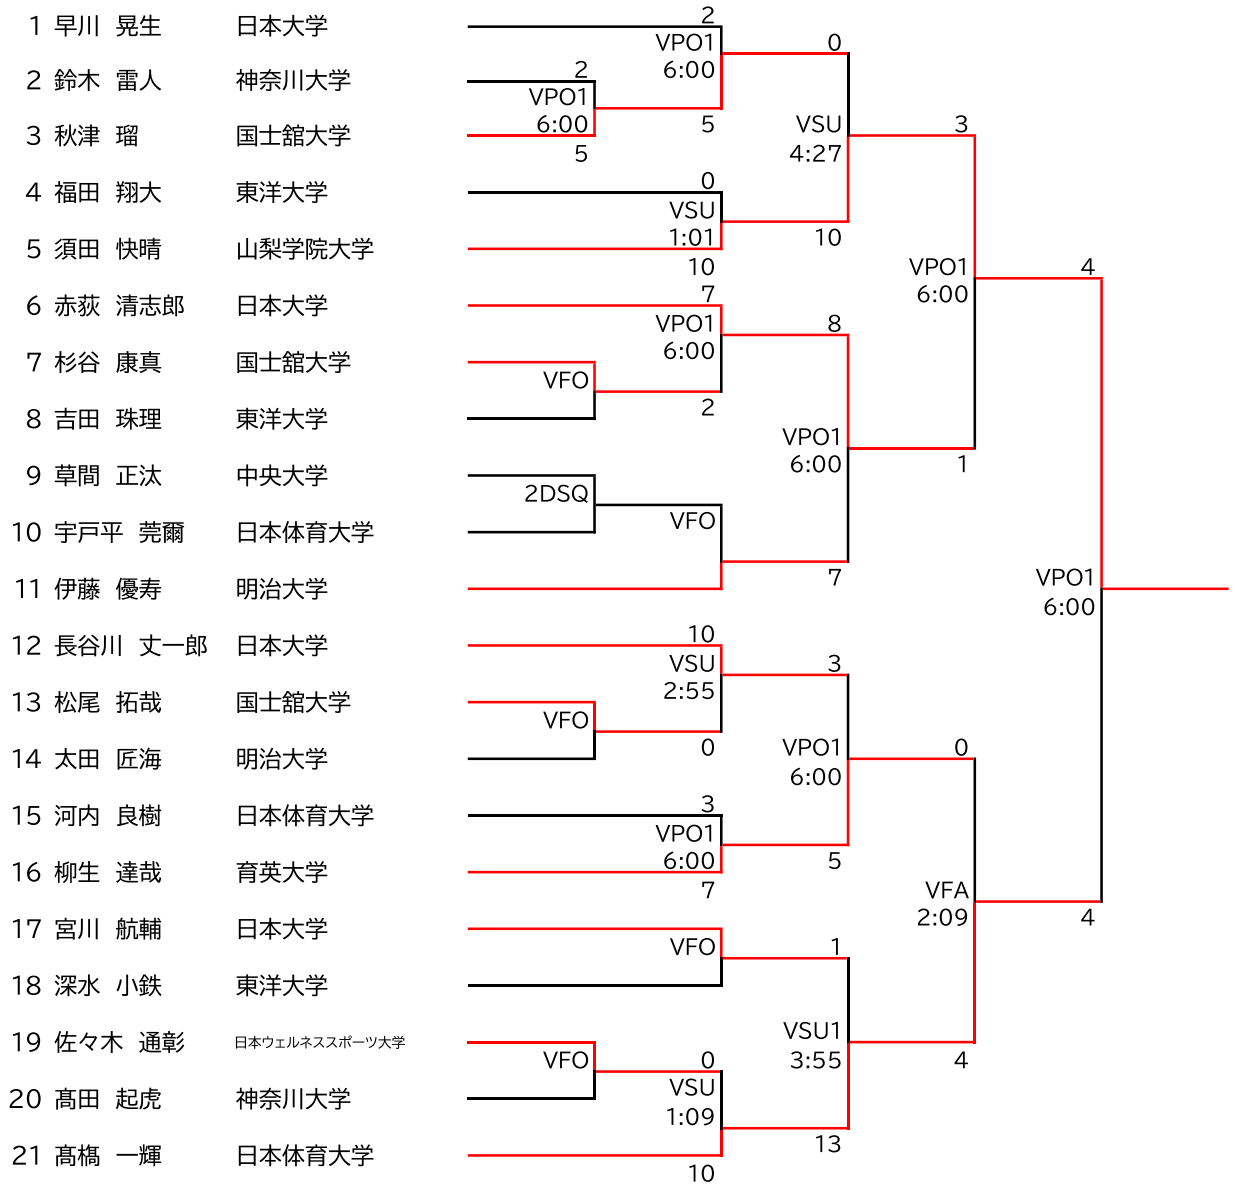 1 早川 晃生 日本大学
2 鈴木 雷人 神奈川大学
3 秋津 瑠 国士舘大学
4 福田 翔大 東洋大学
5 須田 快晴 山梨学院大学
6 赤荻 清志郎 日本大学
7 杉谷 康真 国士舘大学
8 吉田 珠理 東洋大学
9 草間 正汰 中央大学
10 宇戸平 莞爾 日本体育大学
11 伊藤 優寿 明治大学
12 長谷川 丈一郎 日本大学
13 松尾 拓哉 国士舘大学
14 太田 匠海 明治大学
15 河内 良樹 日本体育大学
16 柳生 達哉 育英大学
17 宮川 航輔 日本大学
18 深水 小鉄 東洋大学
19 佐々木 通彰 日本ウェルネススポーツ大学
20 髙田 起虎 神奈川大学
21 髙槗 一輝 日本体育大学
2
VPO1
6:00
5
VFO
2DSQ
VFO
VFO
2
VPO1
6:00
5
0
VSU
1:01
10
7
VPO1
6:00
2
VFO
10
VSU
2:55
0
3
VPO1
6:00
7
VFO
0
VSU
1:09
10
0
VSU
4:27
10
8
VPO1
6:00
7
3
VPO1
6:00
5
1
VSU1
3:55
13
3
VPO1
6:00
1
0
VFA
2:09
4
4
VPO1
6:00
4